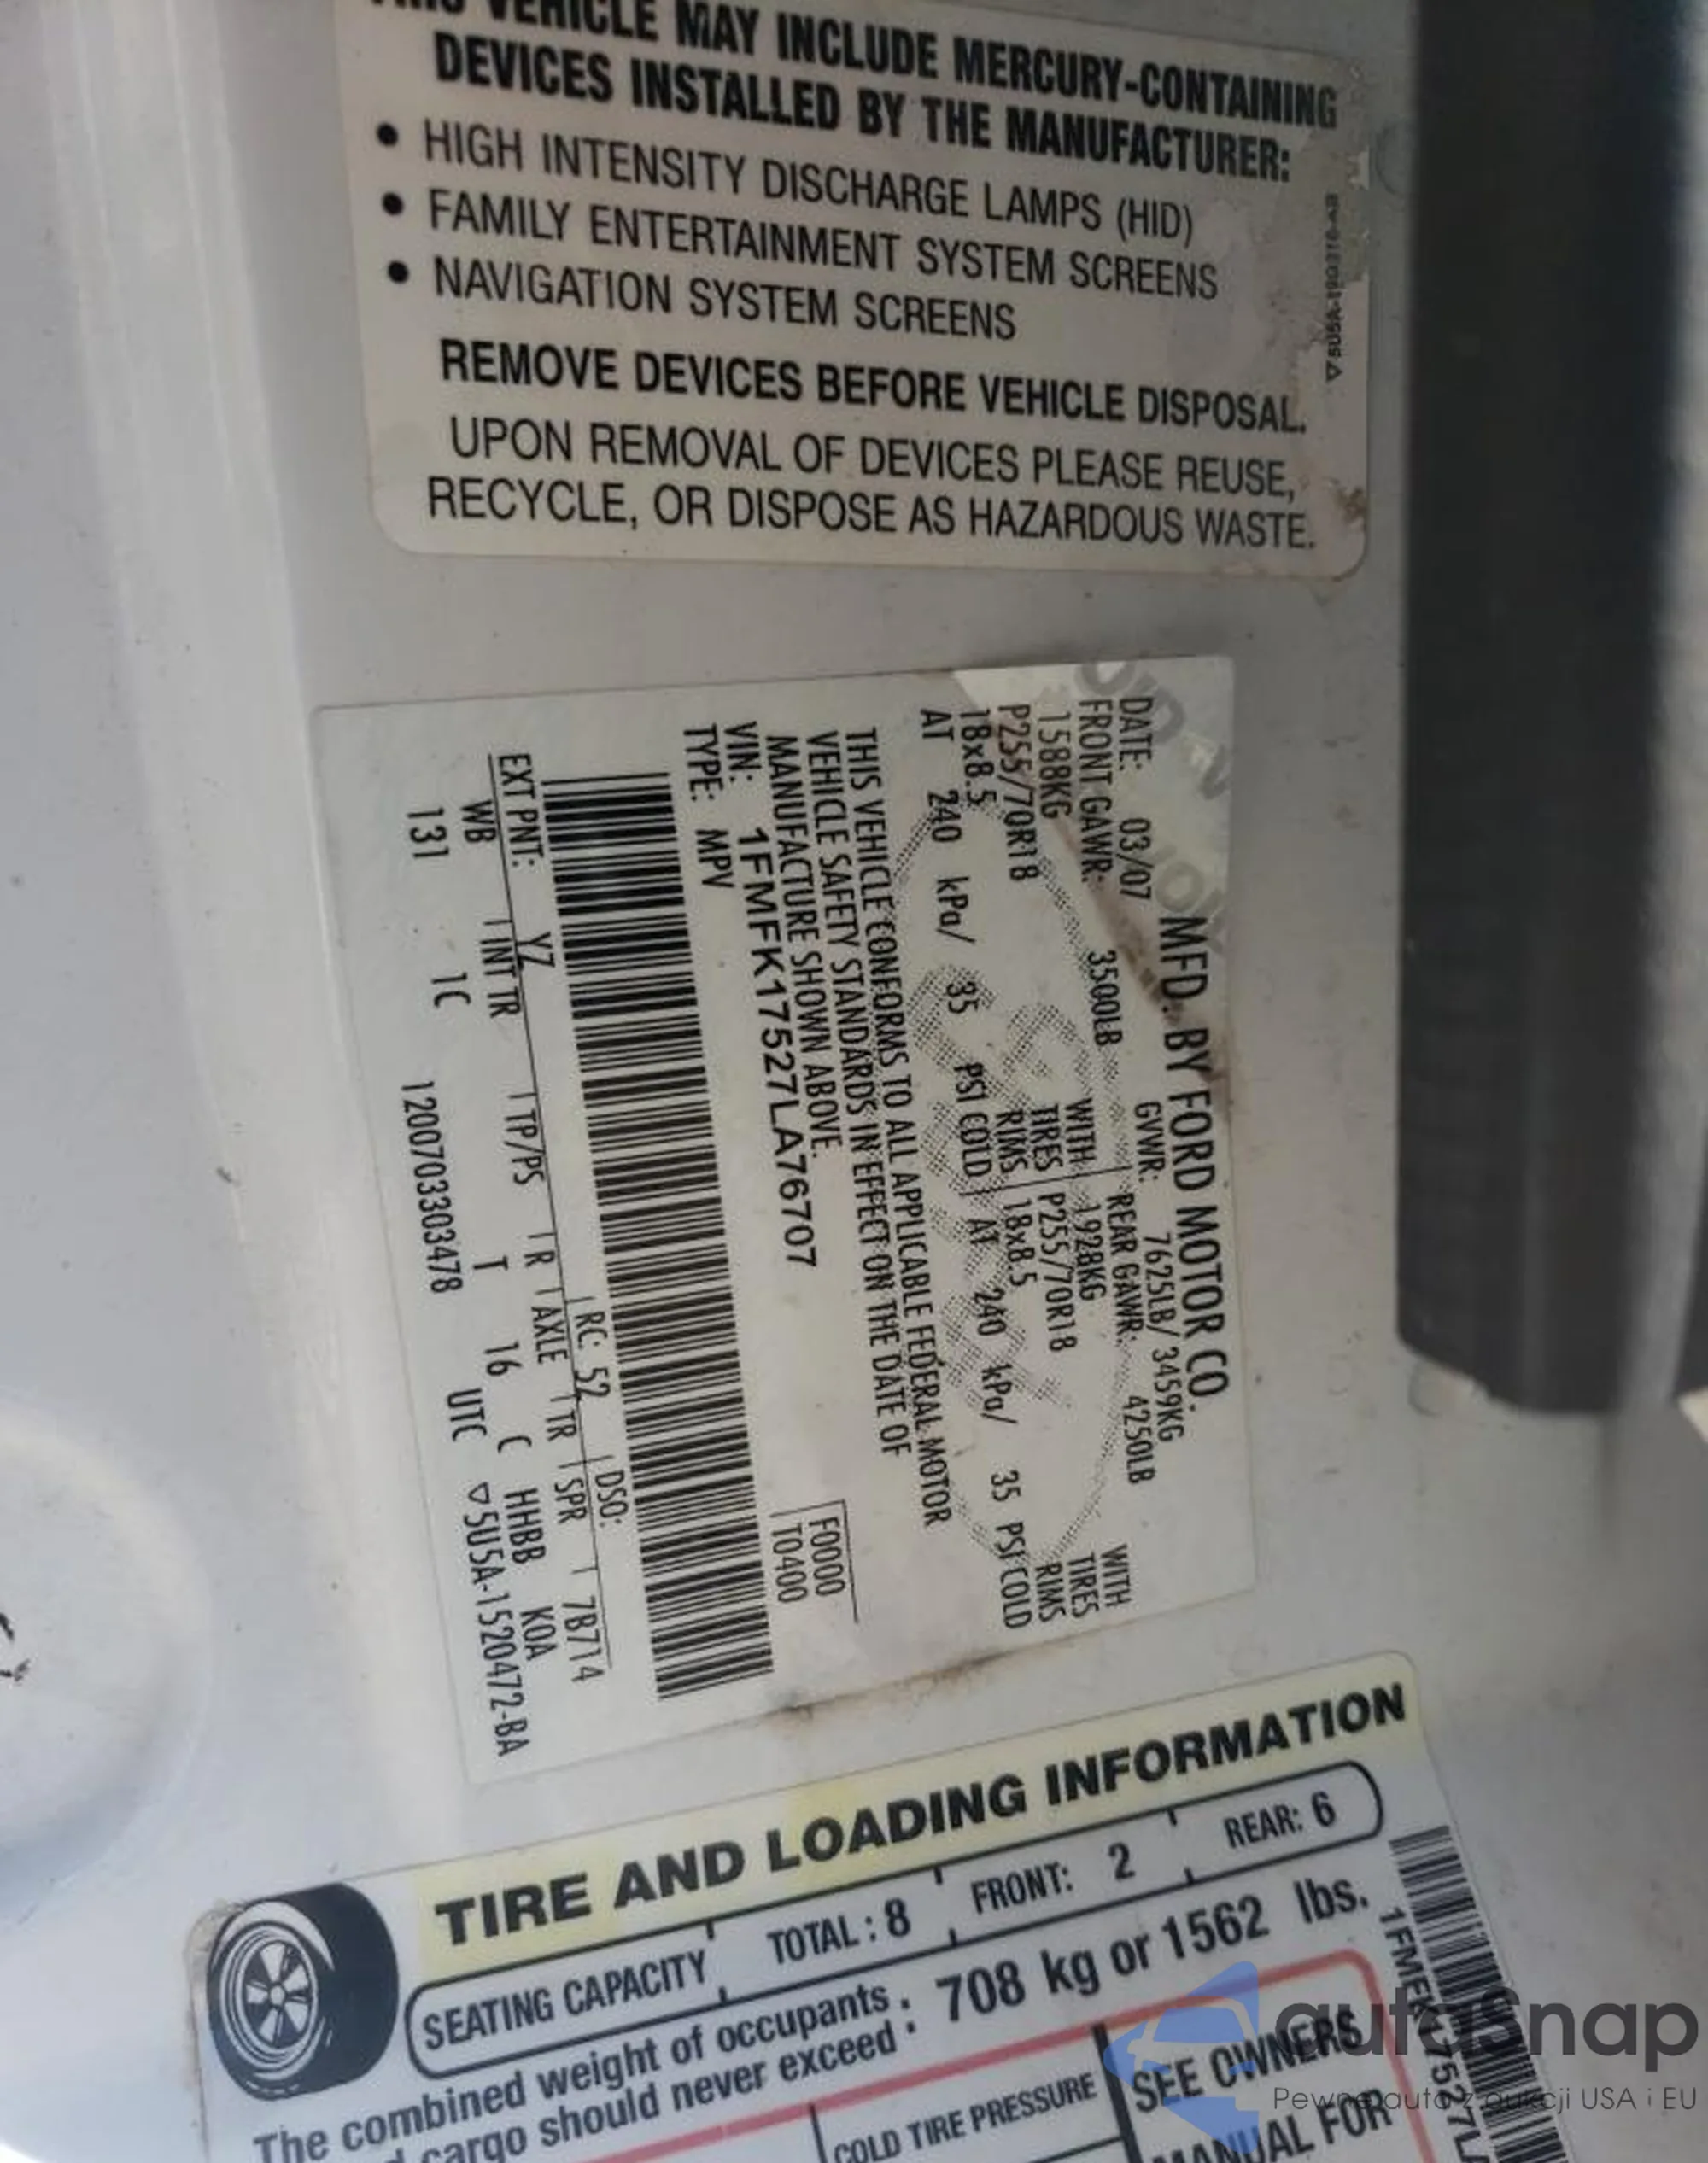 VEHICLE MAY INCLUDE MERCURY-CONTAINING
DEVICES INSTALLED BY THE MANUFACTURER:
• HIGH INTENSITY DISCHARGE LAMPS (HID)
• FAMILY ENTERTAINMENT SYSTEM SCREENS
• NAVIGATION SYSTEM SCREENS
REMOVE DEVICES BEFORE VEHICLE DISPOSAL.
UPON REMOVAL OF DEVICES PLEASE REUSE,
RECYCLE, OR DISPOSE AS HAZARDOUS WASTE.
MFD. BY FORD MOTOR CO.
DATE: 03/07 GVWR: 7625LB/ 3459KG
FRONT GAWR: 3500LB REAR GAWR: 4250LB
1588KG WITH 1928KG WITH
P255/70R18 TIRES P255/70R18 TIRES
18x8.5 RIMS 18x8.5 RIMS
AT 240 kPa/ 35 PSI COLD AT 240 kPa/ 35 PSI COLD
THIS VEHICLE CONFORMS TO ALL APPLICABLE FEDERAL MOTOR
VEHICLE SAFETY STANDARDS IN EFFECT ON THE DATE OF
MANUFACTURE SHOWN ABOVE.
VIN: 1FMFK17527LA76707
TYPE: MPV
F0000
T0400
EXT PNT: YZ RC: 52 DSO:
WB INT TR TP/PS R AXLE TR SPR 7B714
131 1C T 16 C HHBB KOA
1200703303478 UTC ▽5U5A-1520472-BA
TIRE AND LOADING INFORMATION
SEATING CAPACITY TOTAL: 8 FRONT: 2 REAR: 6
The combined weight of occupants
cargo should never exceed : 708 kg or 1562 lbs.
COLD TIRE PRESSURE
SEE OWNERS
MANUAL FOR
1FMFK17527LA
autasnap
Pewne auta z aukcji USA i EU